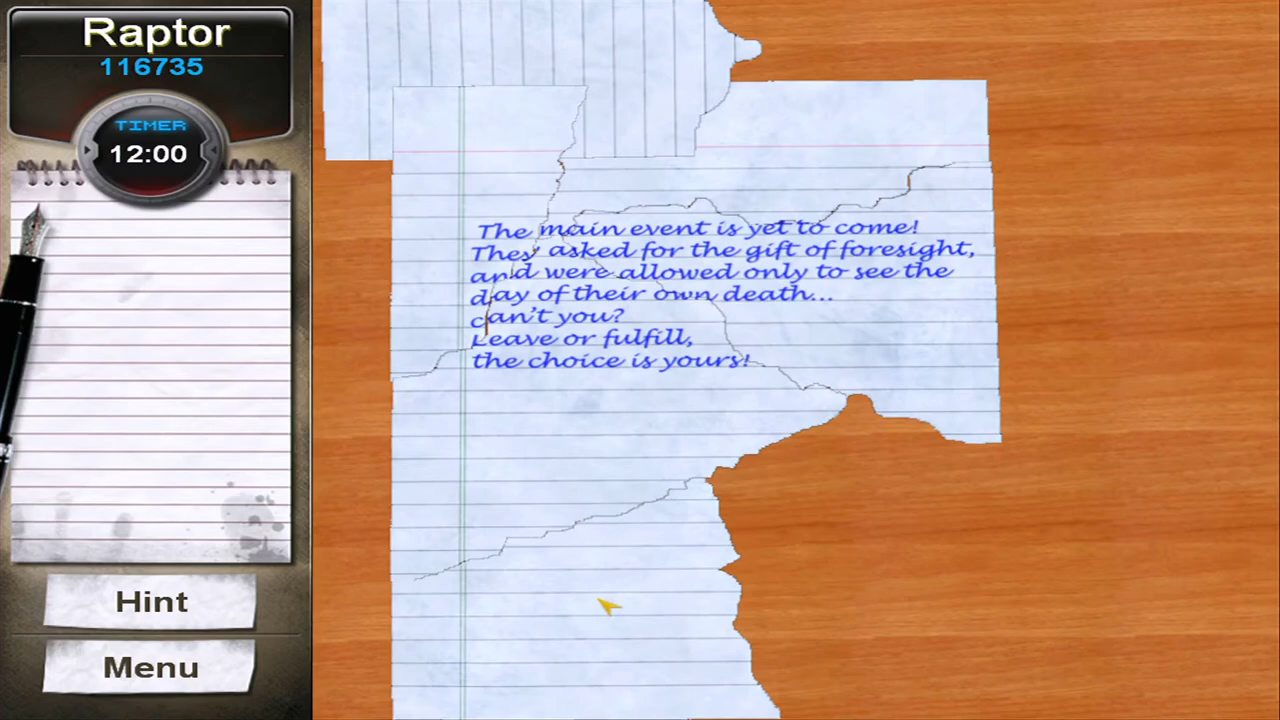 Raptor
116735
TIMER
12:00
The main event is yet to come!
They asked for the gift of foresight,
and were allowed only to see the
day of their own death...
can't you?
Leave or fulfill,
the choice is yours!
Hint
Menu